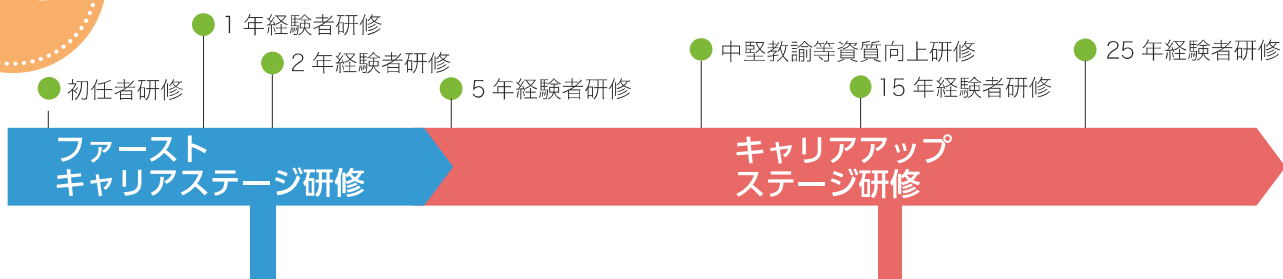 初任者研修
1 年経験者研修
2 年経験者研修
5 年経験者研修
中堅教諭等資質向上研修
15 年経験者研修
25 年経験者研修
ファースト
キャリアステージ研修
キャリアアップ
ステージ研修